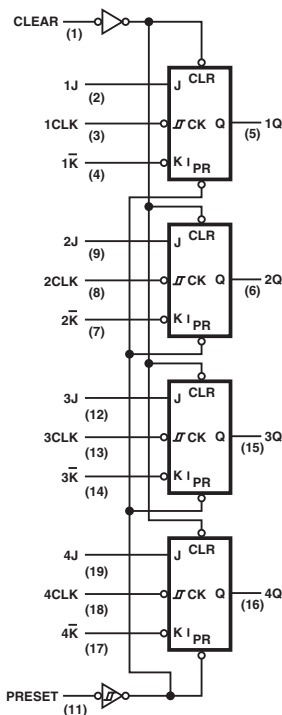 CLEAR
(1)
CLR
1J
(2)
J
1CLK
(3)
CK
Q
1Q
(5)
1K̅
(4)
K
PR
CLR
2J
(9)
J
2CLK
(8)
CK
Q
2Q
(6)
2K̅
(7)
K
PR
CLR
3J
(12)
J
3CLK
(13)
CK
Q
3Q
(15)
3K̅
(14)
K
PR
CLR
4J
(19)
J
4CLK
(18)
CK
Q
4Q
(16)
4K̅
(17)
K
PR
PRESET
(11)